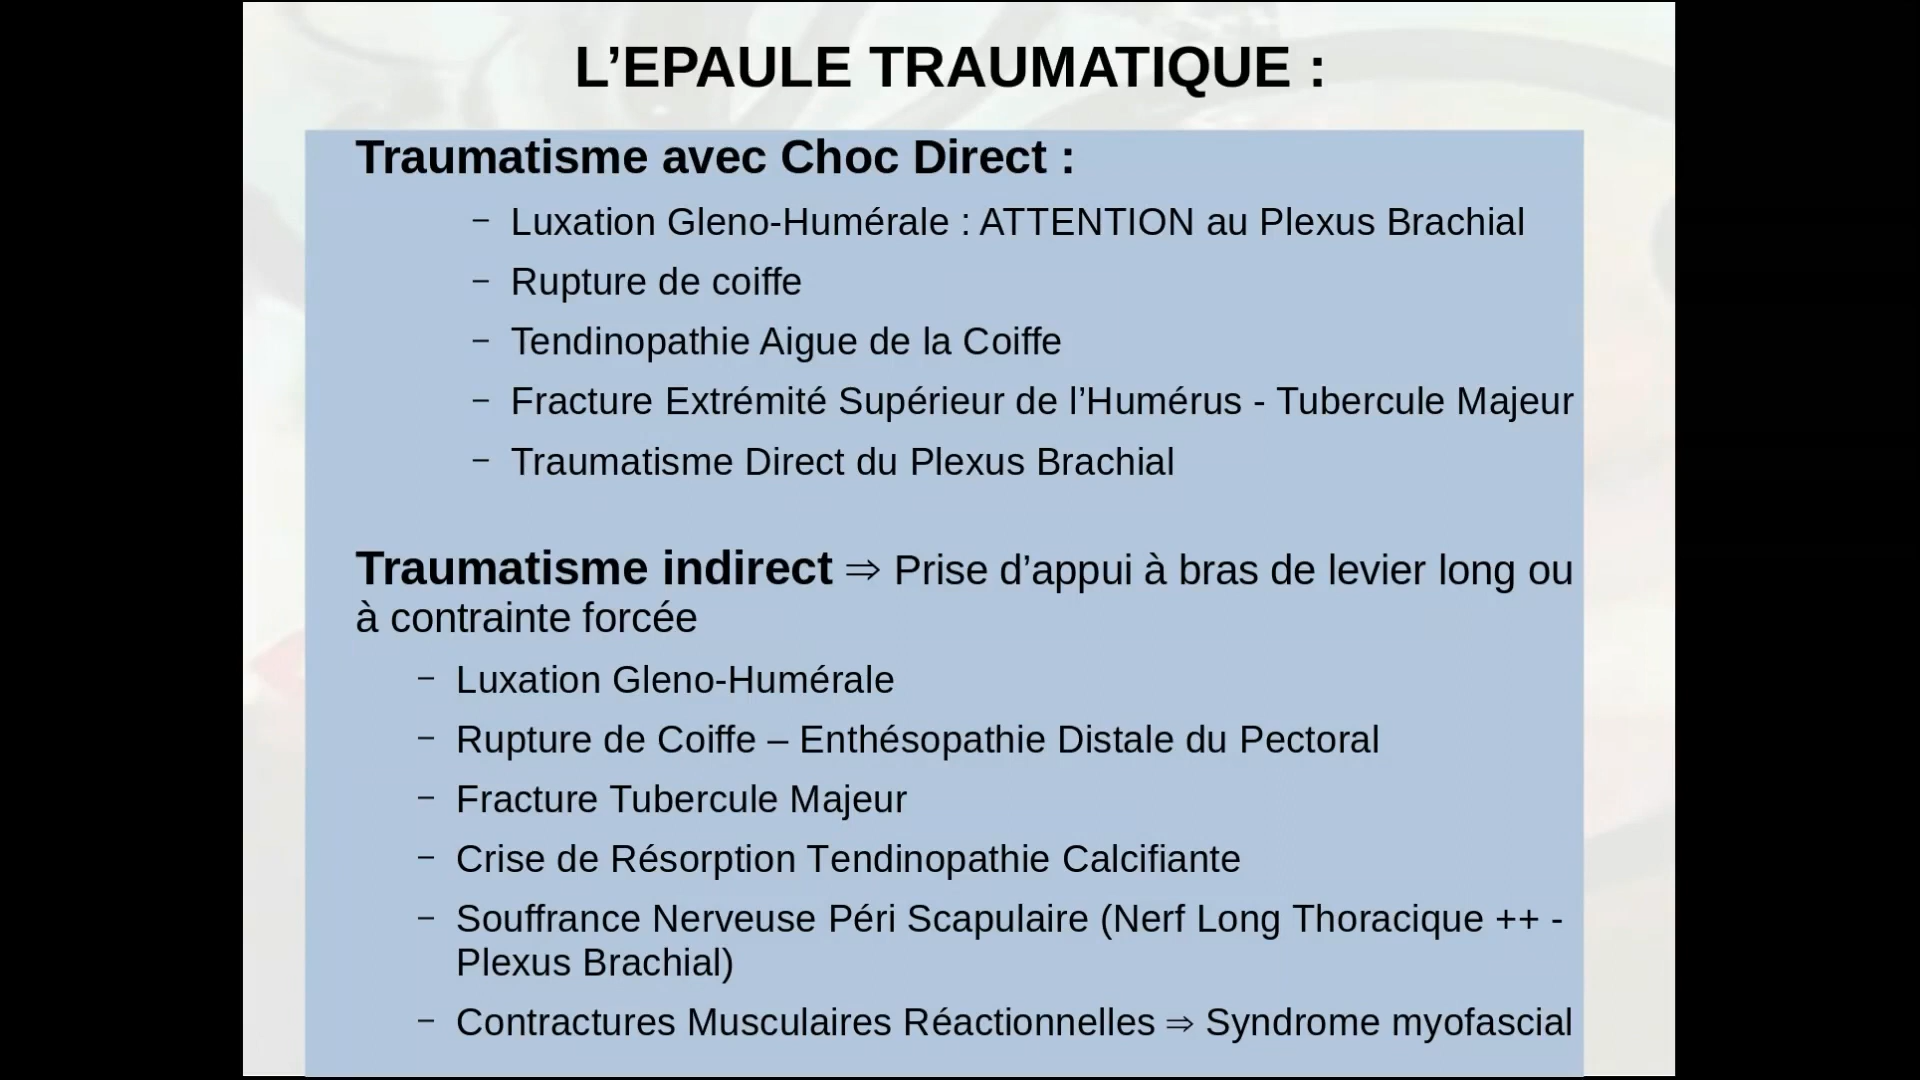 L’EPAULE TRAUMATIQUE :
Traumatisme avec Choc Direct :
– Luxation Gleno-Humérale : ATTENTION au Plexus Brachial
– Rupture de coiffe
– Tendinopathie Aigue de la Coiffe
– Fracture Extrémité Supérieur de l’Humérus - Tubercule Majeur
– Traumatisme Direct du Plexus Brachial
Traumatisme indirect ⇒ Prise d’appui à bras de levier long ou
à contrainte forcée
– Luxation Gleno-Humérale
– Rupture de Coiffe – Enthésopathie Distale du Pectoral
– Fracture Tubercule Majeur
– Crise de Résorption Tendinopathie Calcifiante
– Souffrance Nerveuse Péri Scapulaire (Nerf Long Thoracique ++ -
Plexus Brachial)
– Contractures Musculaires Réactionnelles ⇒ Syndrome myofascial